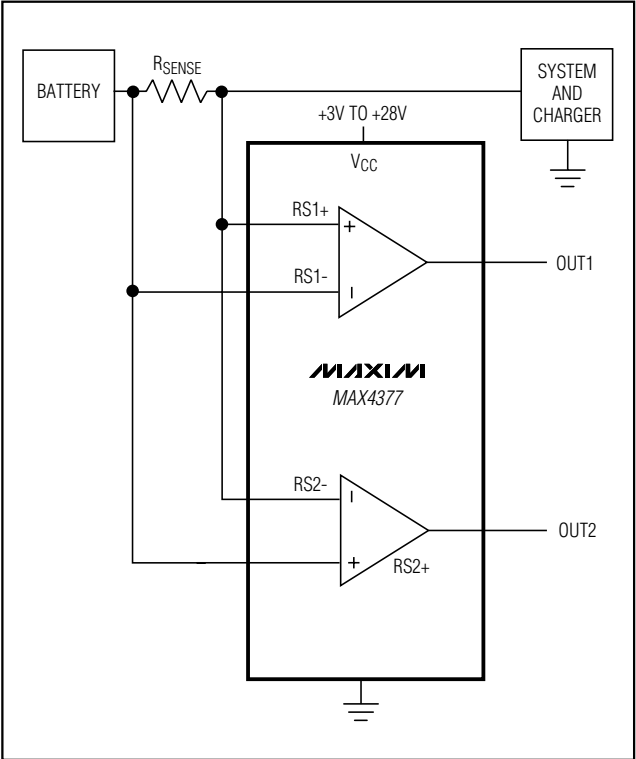 BATTERY
RSENSE
SYSTEM
AND
CHARGER
+3V TO +28V
VCC
RS1+
+
RS1-
OUT1
MAXIM
MAX4377
RS2-
OUT2
+
RS2+